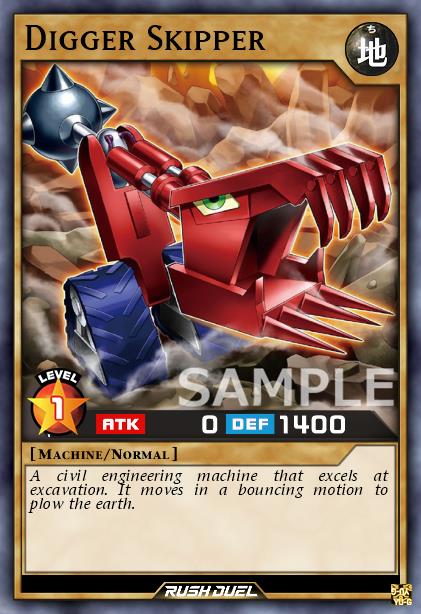 Digger Skipper
ち
地
SAMPLE
LEVEL
1
ATK 0 DEF 1400
[Machine/Normal]
A civil engineering machine that excels at
excavation. It moves in a bouncing motion to
plow the earth.
RUSH DUEL